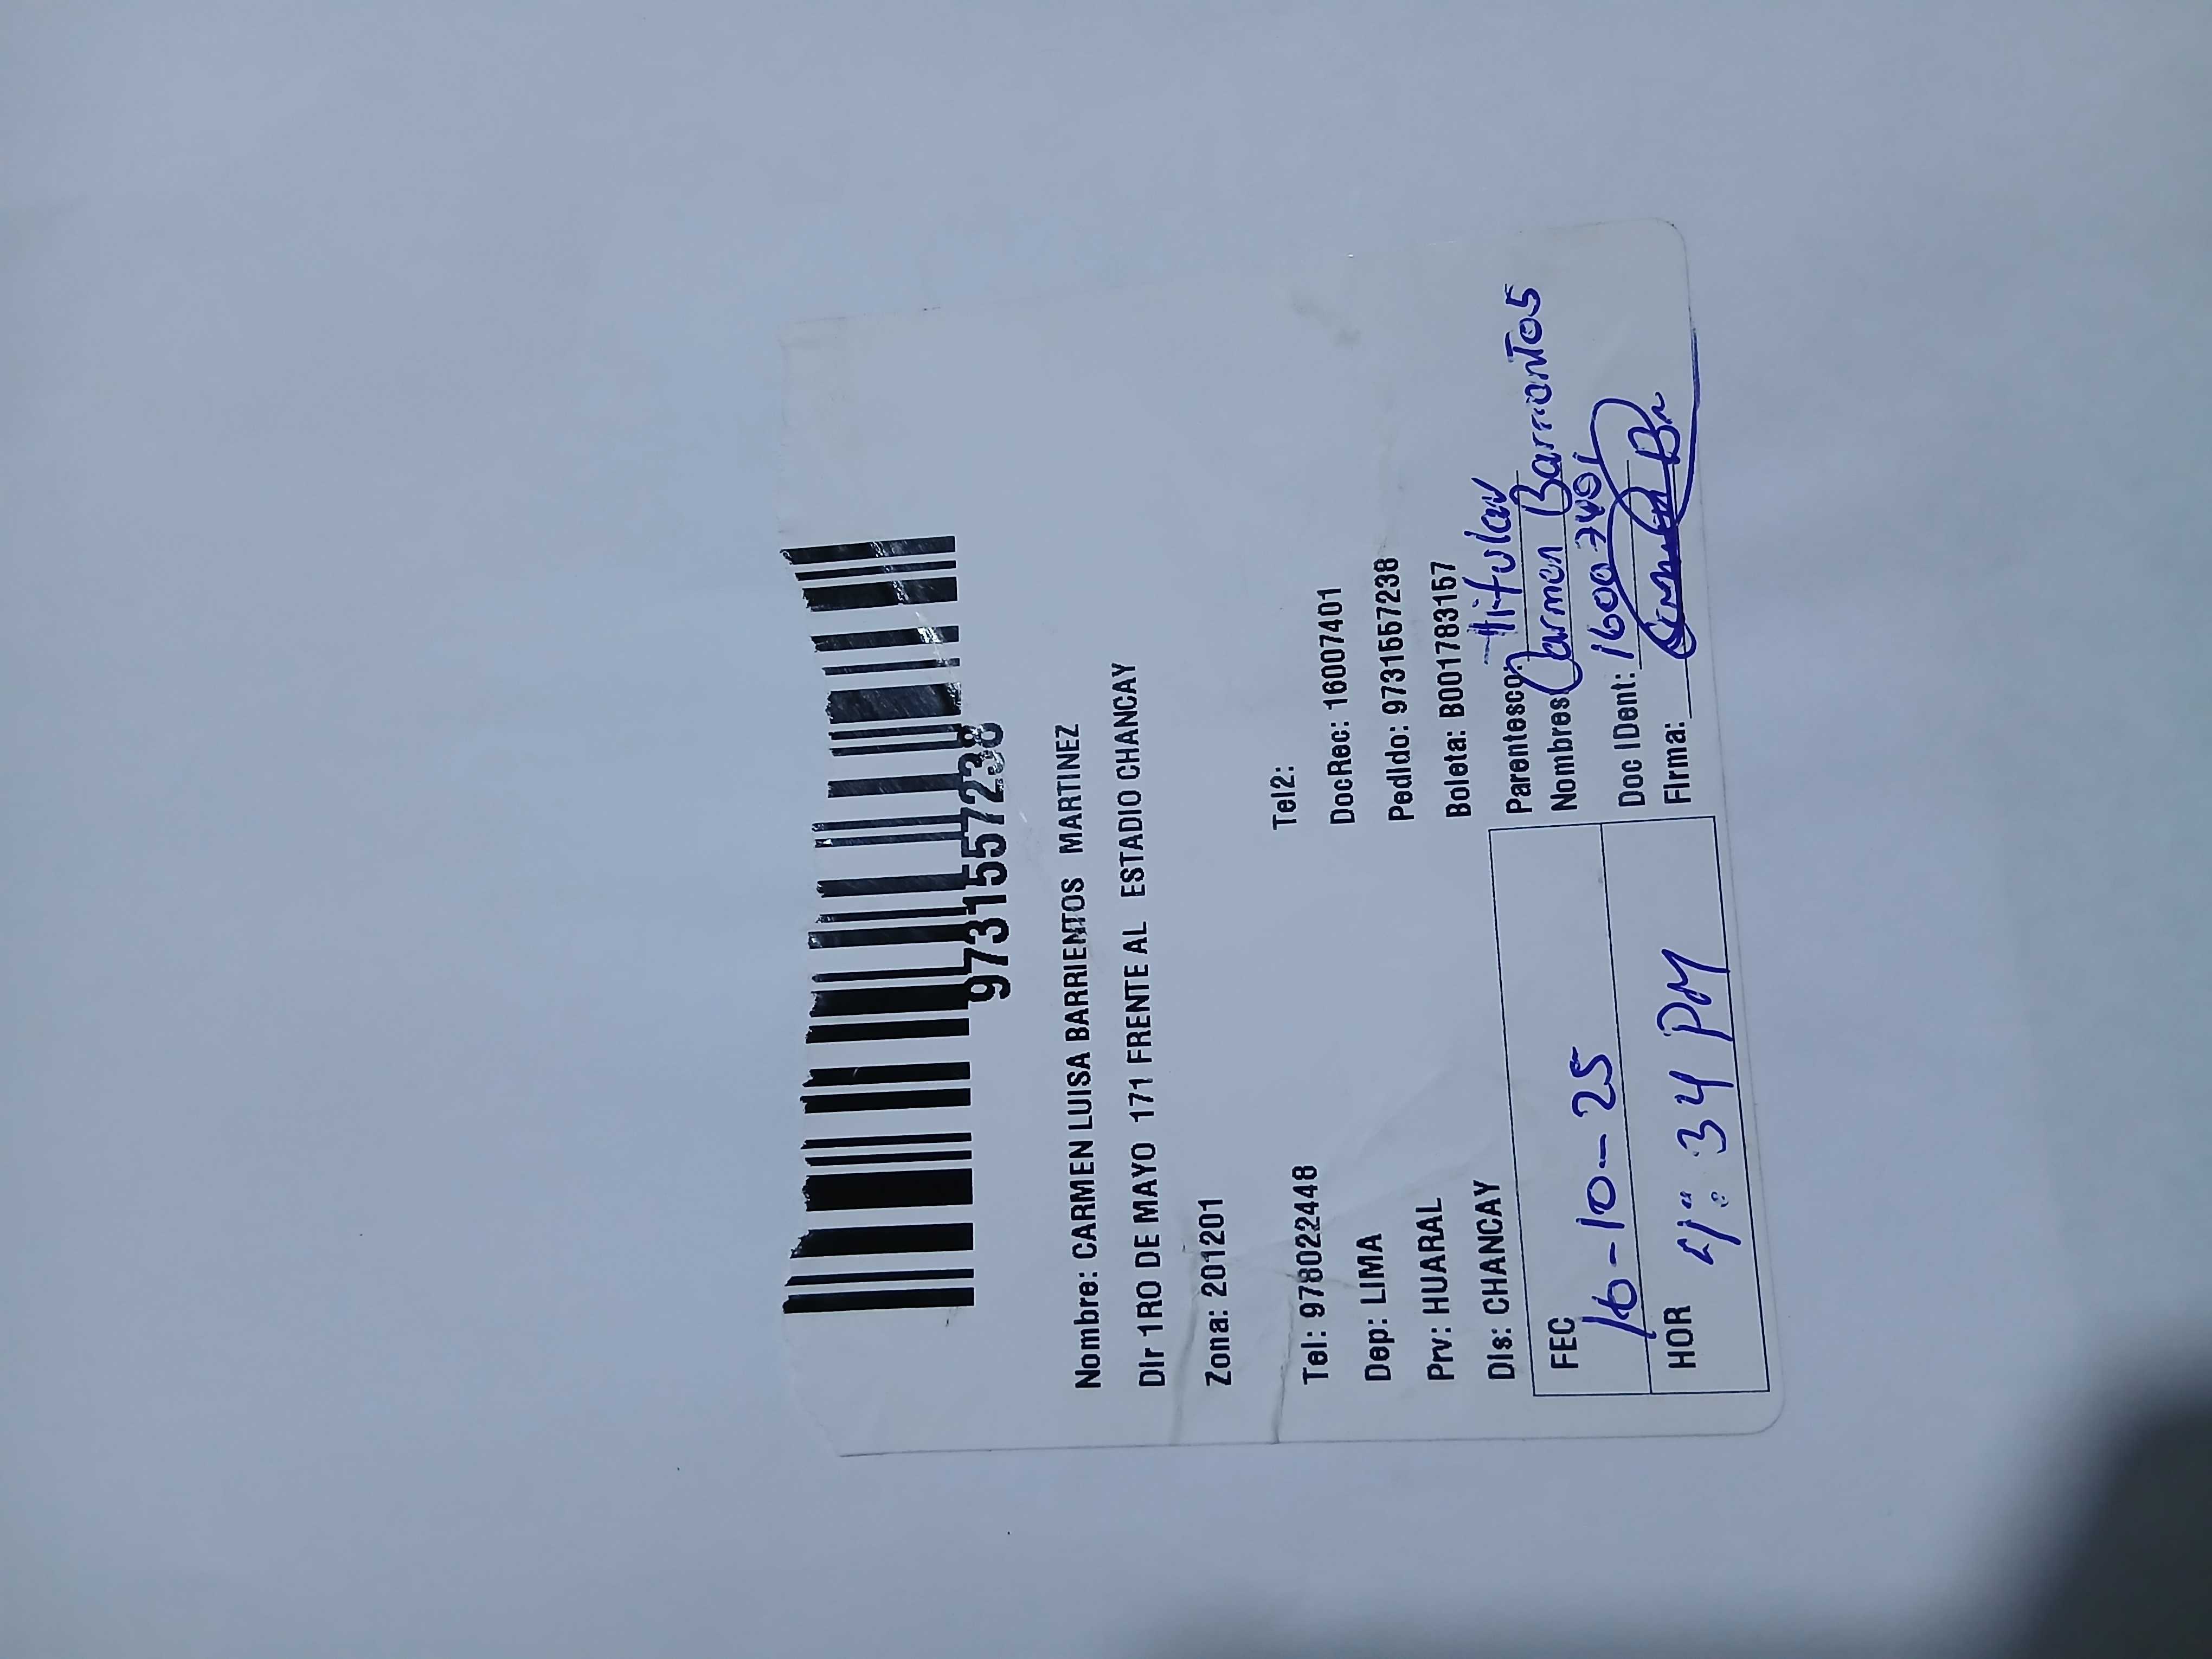 9731557238
Nombre: CARMEN LUISA BARRIENTOS MARTINEZ
Dir 1RO DE MAYO 171 FRENTE AL ESTADIO CHANCAY
Zona: 201201
Tel: 978022448 Tel2:
Dep: LIMA DocRec: 16007401
Prv: HUARAL Pedido: 9731557238
Dis: CHANCAY Boleta: B001783157
Parentesco: titular
Nombres: Carmen Barrientos
Doc IDent: 16007401
Firma:
FEC 16-10-25
HOR 4:34 PM